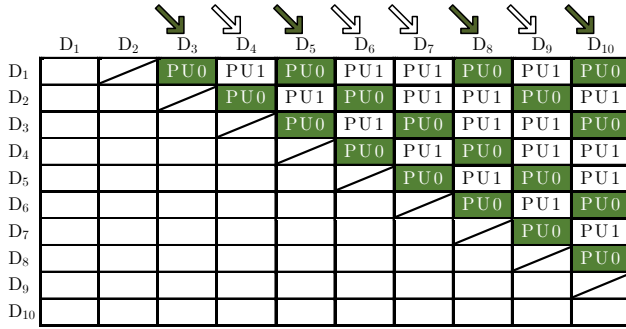 D1 D2 D3 D4 D5 D6 D7 D8 D9 D10
D1 PU0 PU1 PU0 PU1 PU1 PU0 PU1 PU0
D2 PU0 PU1 PU0 PU1 PU1 PU0 PU1
D3 PU0 PU1 PU0 PU1 PU1 PU0
D4 PU0 PU1 PU0 PU1 PU1
D5 PU0 PU1 PU0 PU1
D6 PU0 PU1 PU0
D7 PU0 PU1
D8 PU0
D9
D10